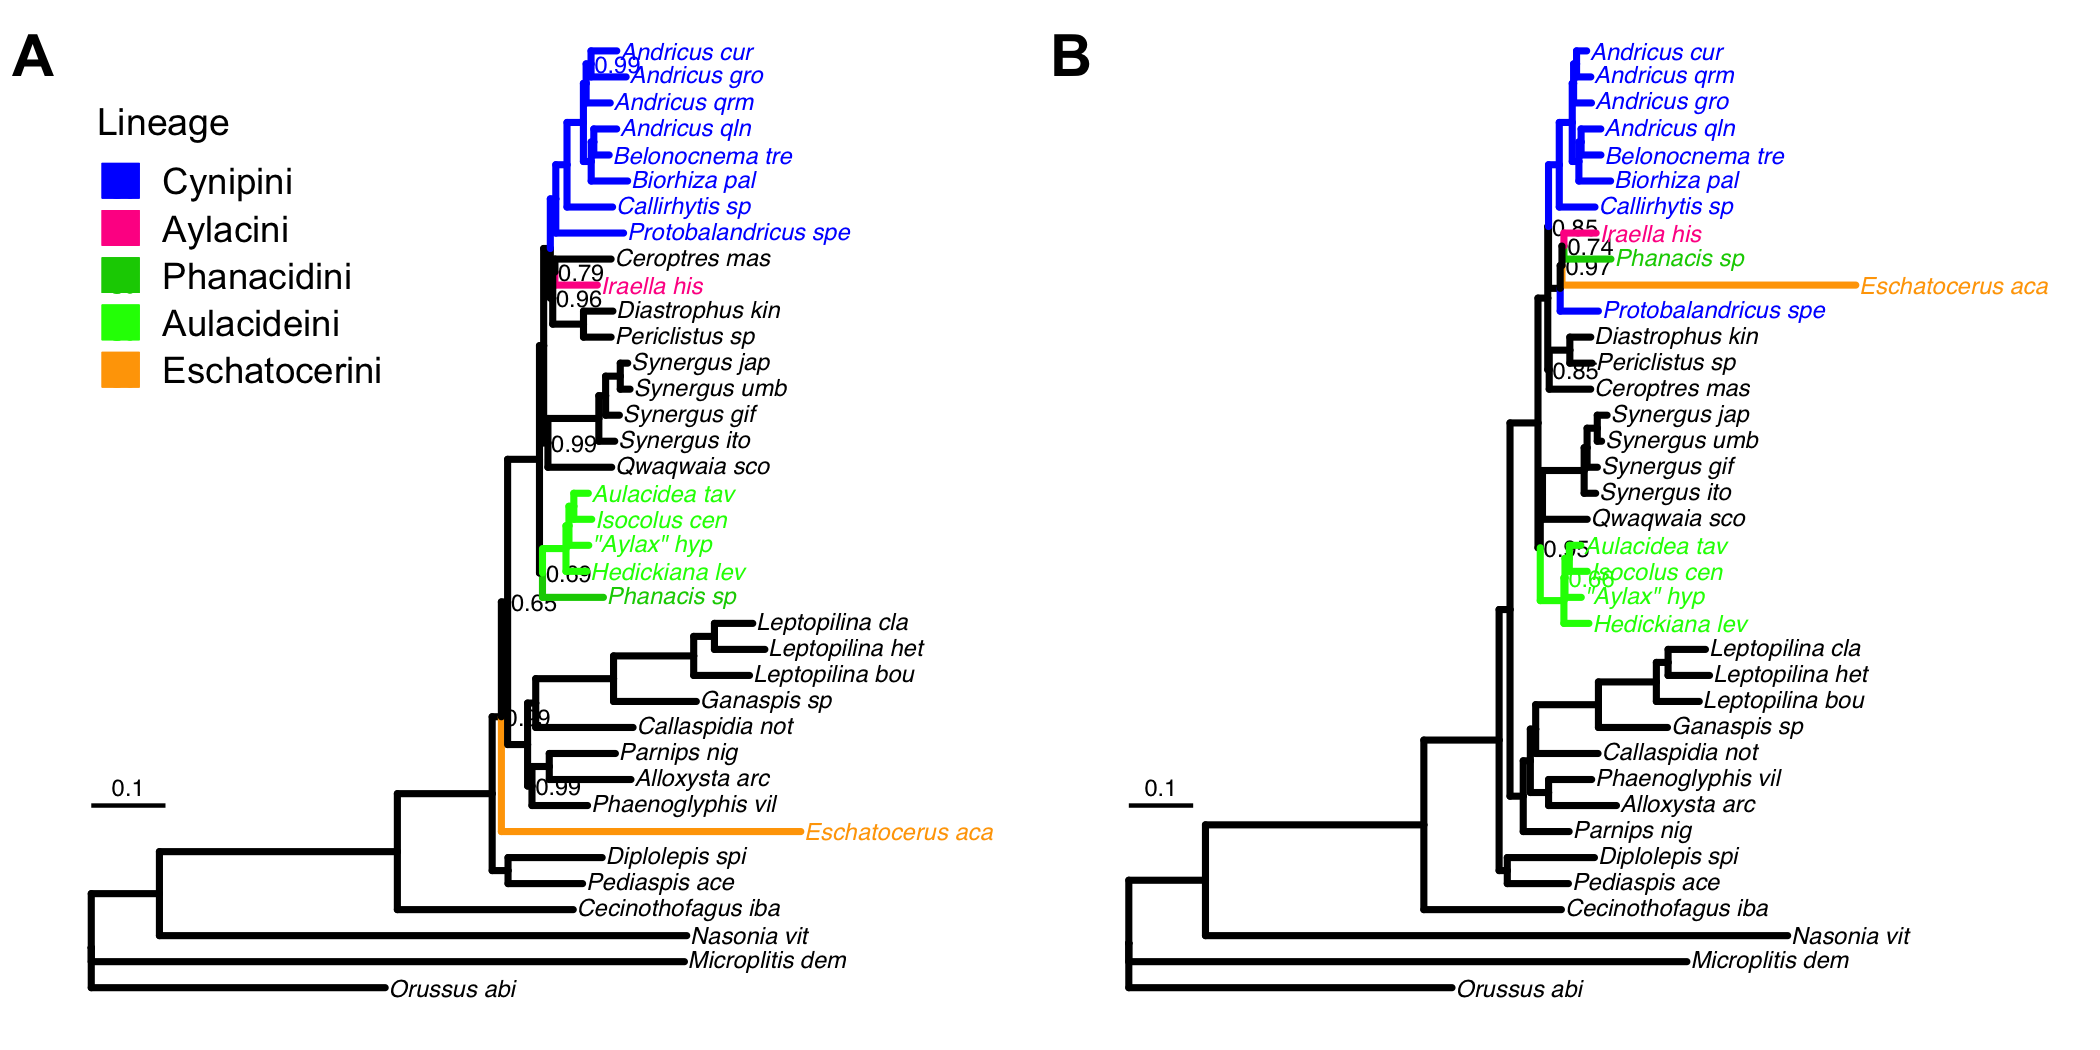 A
Lineage
Cynipini
Aylacini
Phanacidini
Aulacideini
Eschatocerini
0.1
Andricus cur
0.99
Andricus gro
Andricus qrm
Andricus qln
Belonocnema tre
Biorhiza pal
Callirhytis sp
Protobalandricus spe
Ceroptres mas
0.79
Iraella his
0.96
Diastrophus kin
Periclistus sp
Synergus jap
Synergus umb
Synergus gif
Synergus ito
0.99
Qwaqwaia sco
Aulacidea tav
Isocolus cen
"Aylax" hyp
Hedickiana lev
Phanacis sp
0.65
Leptopilina cla
Leptopilina het
Leptopilina bou
Ganaspis sp
Callaspidia not
Parnips nig
Alloxysta arc
0.99
Phaenoglyphis vil
Eschatocerus aca
Diplolepis spi
Pediaspis ace
Cecinothofagus iba
Nasonia vit
Microplitis dem
Orussus abi
B
0.1
Andricus cur
Andricus qrm
Andricus gro
Andricus qln
Belonocnema tre
Biorhiza pal
Callirhytis sp
0.85
Iraella his
0.74
Phanacis sp
0.97
Eschatocerus aca
Protobalandricus spe
Diastrophus kin
Periclistus sp
0.85
Ceroptres mas
Synergus jap
Synergus umb
Synergus gif
Synergus ito
Qwaqwaia sco
0.95
Aulacidea tav
Isocolus cen
"Aylax" hyp
Hedickiana lev
Leptopilina cla
Leptopilina het
Leptopilina bou
Ganaspis sp
Callaspidia not
Phaenoglyphis vil
Alloxysta arc
Parnips nig
Diplolepis spi
Pediaspis ace
Cecinothofagus iba
Nasonia vit
Microplitis dem
Orussus abi